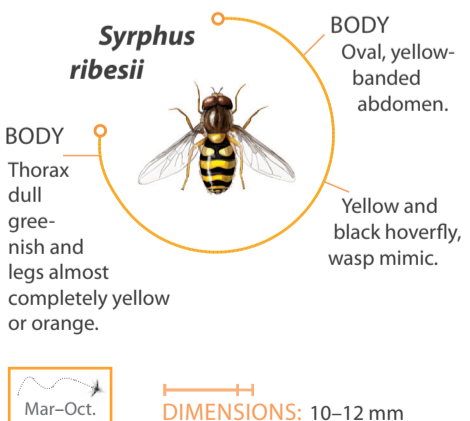 Syrphus
ribesii
BODY
Oval, yellow-
banded
abdomen.
BODY
Thorax
dull
gree-
nish and
legs almost
completely yellow
or orange.
Yellow and
black hoverfly,
wasp mimic.
Mar–Oct.
DIMENSIONS: 10–12 mm